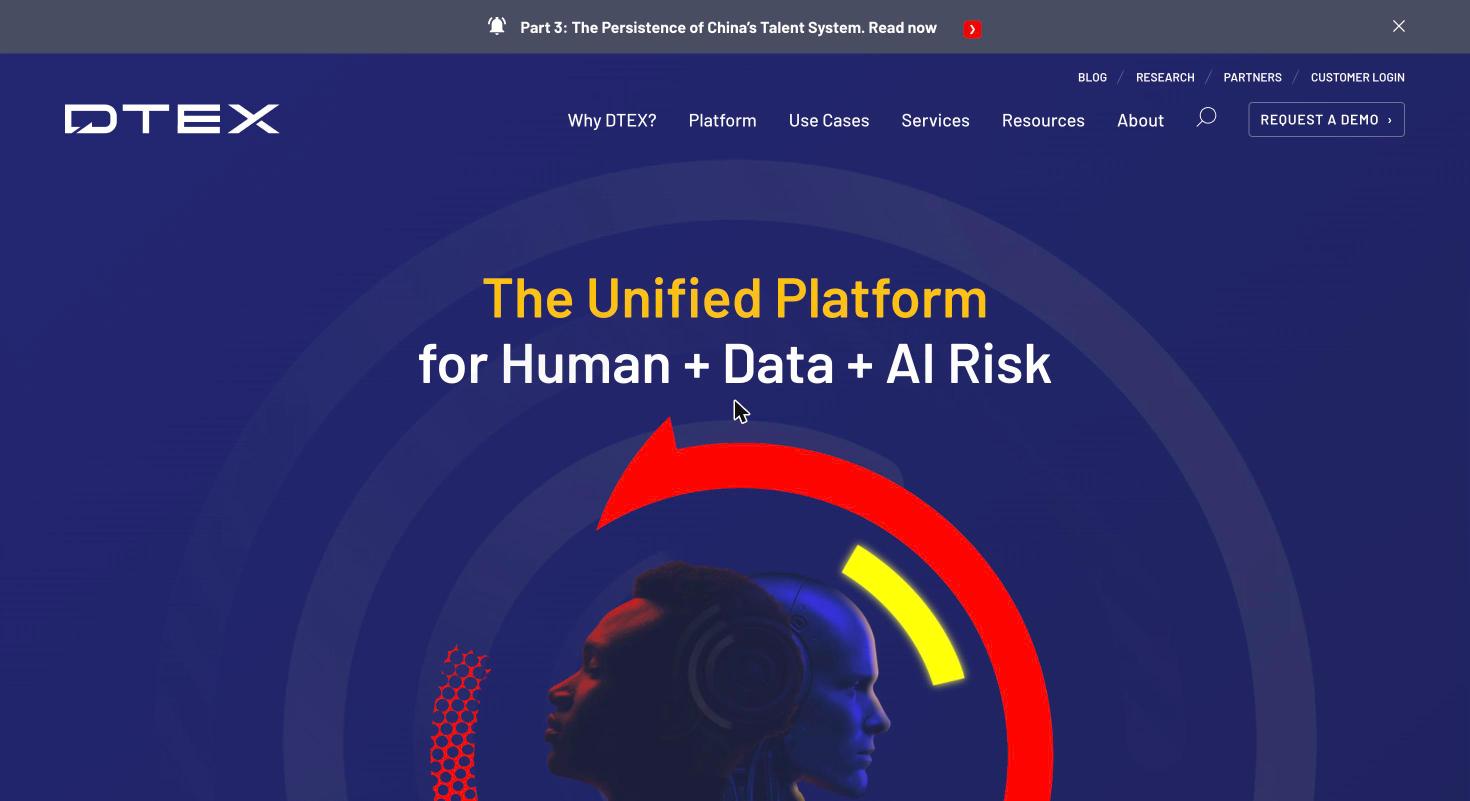 Part 3: The Persistence of China’s Talent System. Read now ❯
BLOG / RESEARCH / PARTNERS / CUSTOMER LOGIN
DTEX
Why DTEX? Platform Use Cases Services Resources About REQUEST A DEMO ›
The Unified Platform
for Human + Data + AI Risk